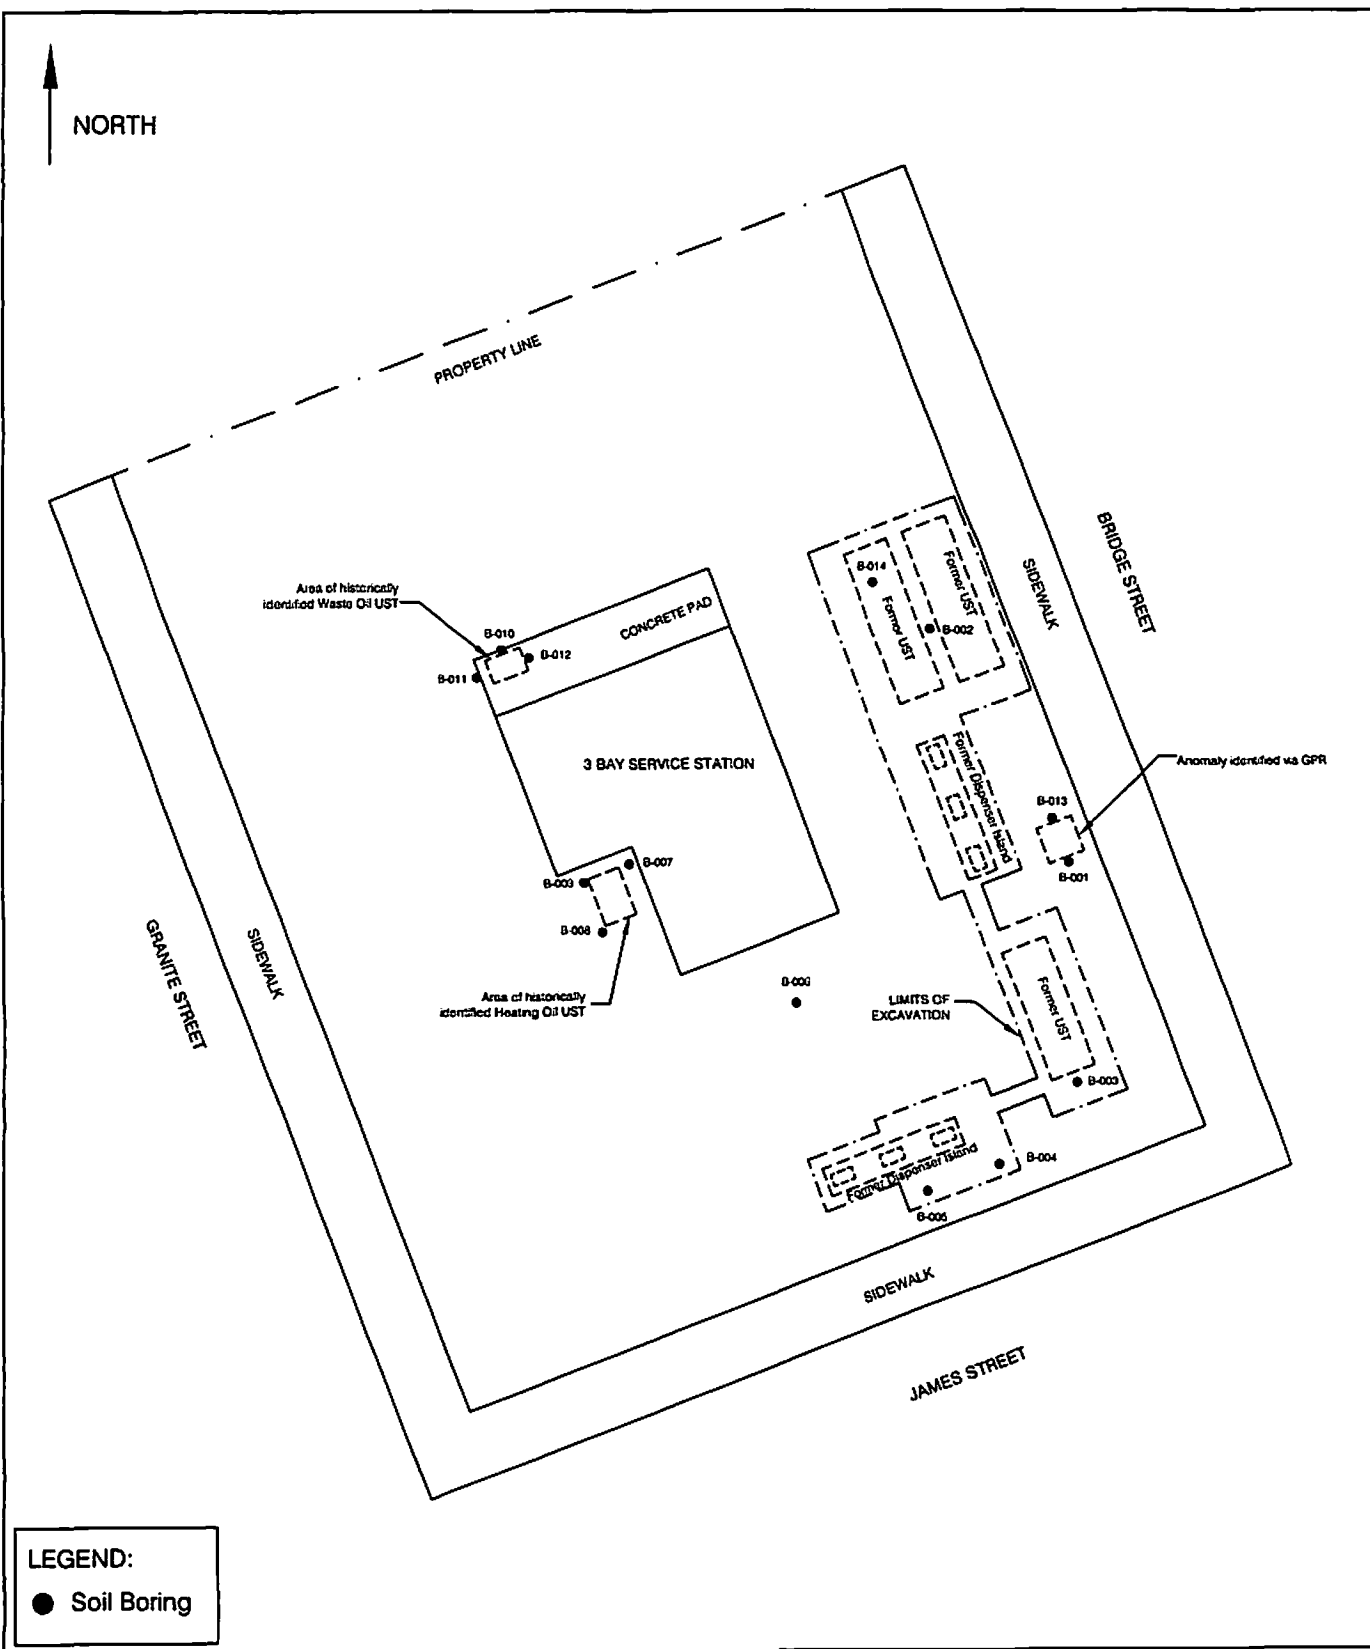 NORTH
PROPERTY LINE
BRIDGE STREET
SIDEWALK
Former UST
B-014
Former UST
B-002
Area of historically
identified Waste Oil UST
CONCRETE PAD
B-010
B-012
B-011
3 BAY SERVICE STATION
Former Dispenser Island
Anomaly identified via GPR
B-013
B-001
B-007
B-008
GRANITE STREET
SIDEWALK
Area of historically
identified Heating Oil UST
LIMITS OF
EXCAVATION
Former UST
B-003
B-004
Former Dispenser Island
B-005
SIDEWALK
JAMES STREET
LEGEND:
Soil Boring